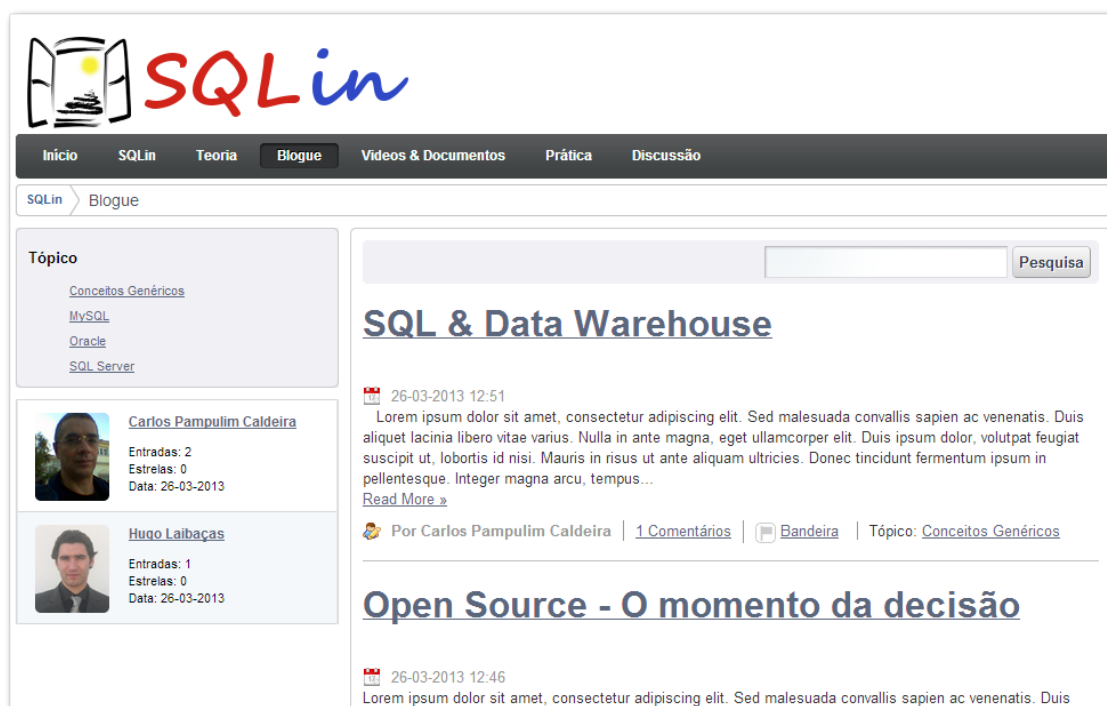 SQLin
Início SQLin Teoria Blogue Videos & Documentos Prática Discussão
SQLin Blogue
Tópico
Conceitos Genéricos
MySQL
Oracle
SQL Server
Carlos Pampulim Caldeira
Entradas: 2
Estrelas: 0
Data: 26-03-2013
Hugo Laibaças
Entradas: 1
Estrelas: 0
Data: 26-03-2013
Pesquisa
SQL & Data Warehouse
26-03-2013 12:51
Lorem ipsum dolor sit amet, consectetur adipiscing elit. Sed malesuada convallis sapien ac venenatis. Duis
aliquet lacinia libero vitae varius. Nulla in ante magna, eget ullamcorper elit. Duis ipsum dolor, volutpat feugiat
suscipit ut, lobortis id nisi. Mauris in risus ut ante aliquam ultricies. Donec tincidunt fermentum ipsum in
pellentesque. Integer magna arcu, tempus...
Read More »
Por Carlos Pampulim Caldeira 1 Comentários Bandeira Tópico: Conceitos Genéricos
Open Source - O momento da decisão
26-03-2013 12:46
Lorem ipsum dolor sit amet, consectetur adipiscing elit. Sed malesuada convallis sapien ac venenatis. Duis